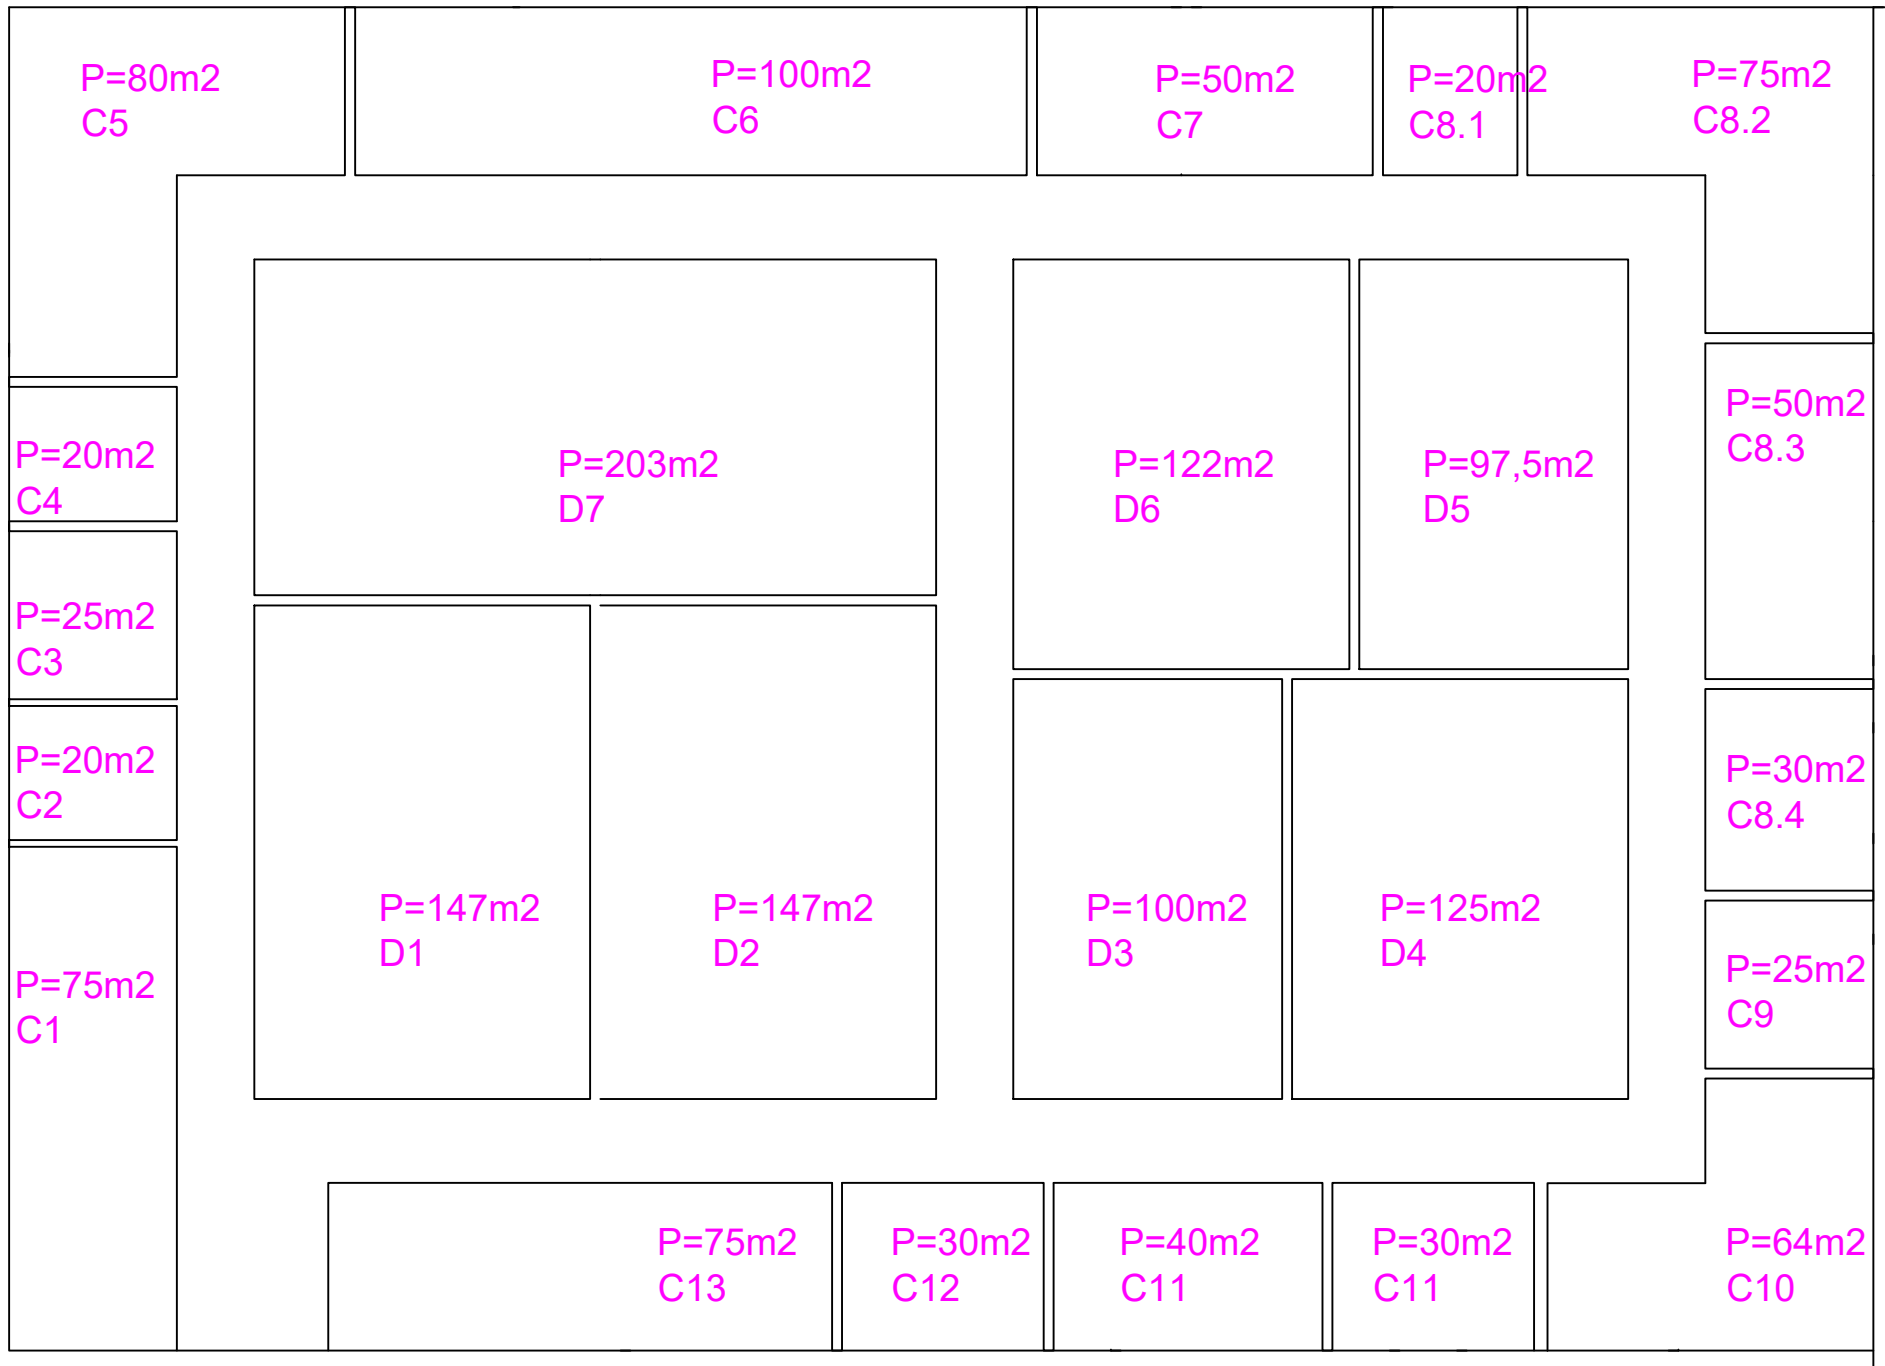 P=80m2
C5
P=100m2
C6
P=50m2
C7
P=20m2
C8.1
P=75m2
C8.2
P=20m2
C4
P=203m2
D7
P=122m2
D6
P=97,5m2
D5
P=50m2
C8.3
P=25m2
C3
P=20m2
C2
P=30m2
C8.4
P=75m2
C1
P=147m2
D1
P=147m2
D2
P=100m2
D3
P=125m2
D4
P=25m2
C9
P=75m2
C13
P=30m2
C12
P=40m2
C11
P=30m2
C11
P=64m2
C10